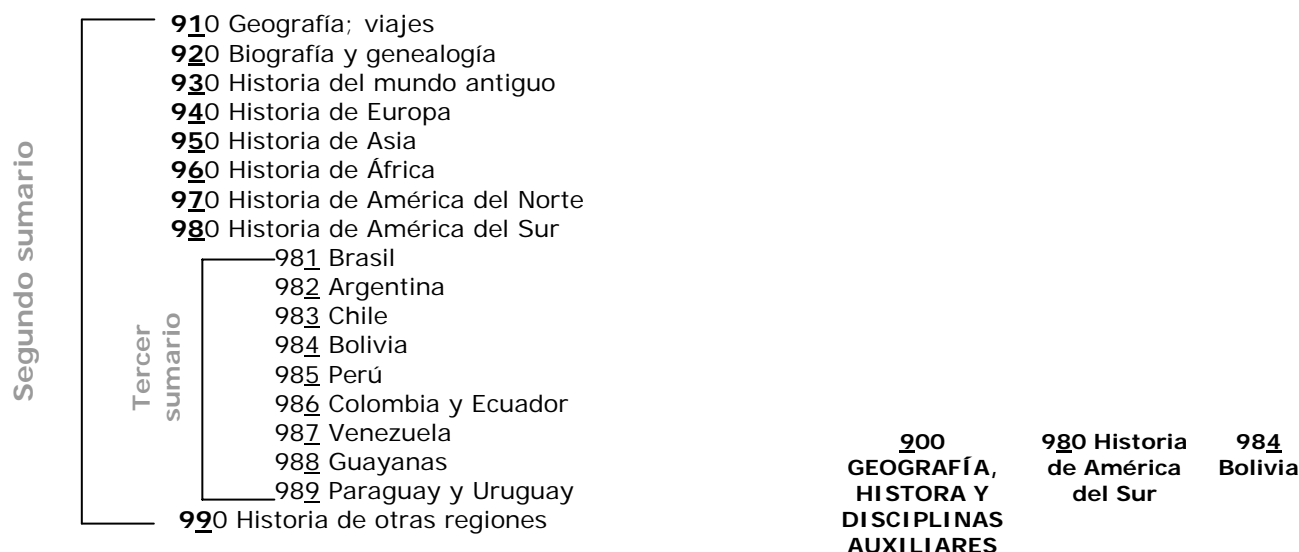 910 Geografía; viajes
920 Biografía y genealogía
930 Historia del mundo antiguo
940 Historia de Europa
950 Historia de Asia
960 Historia de África
970 Historia de América del Norte
980 Historia de América del Sur
981 Brasil
982 Argentina
983 Chile
984 Bolivia
985 Perú
986 Colombia y Ecuador
987 Venezuela
988 Guayanas
989 Paraguay y Uruguay
990 Historia de otras regiones
Segundo sumario
Tercer
sumario
900
GEOGRAFÍA,
HISTORA Y
DISCIPLINAS
AUXILIARES
980 Historia
de América
del Sur
984
Bolivia